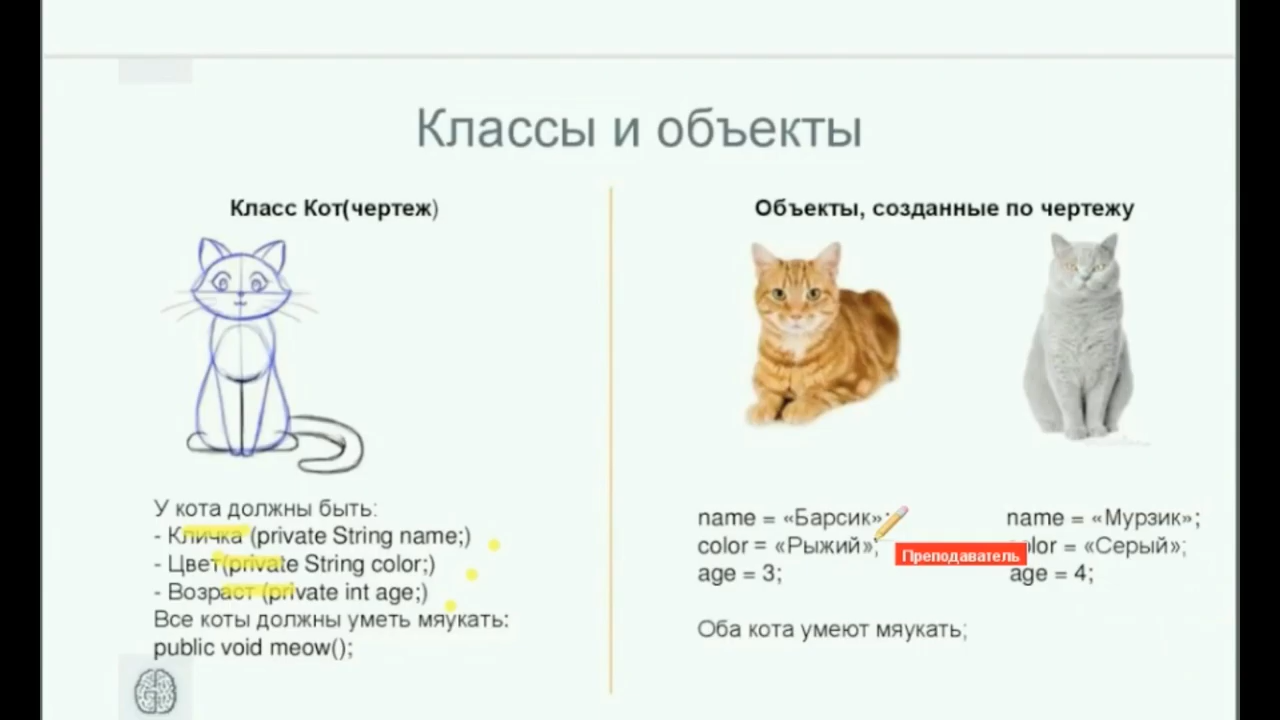 Классы и объекты
Класс Кот(чертеж)
У кота должны быть:
- Кличка (private String name;)
- Цвет(private String color;)
- Возраст (private int age;)
Все коты должны уметь мяукать:
public void meow();
Объекты, созданные по чертежу
name = «Барсик»;
color = «Рыжий»;
age = 3;
Преподаватель
name = «Мурзик»;
color = «Серый»;
age = 4;
Оба кота умеют мяукать;